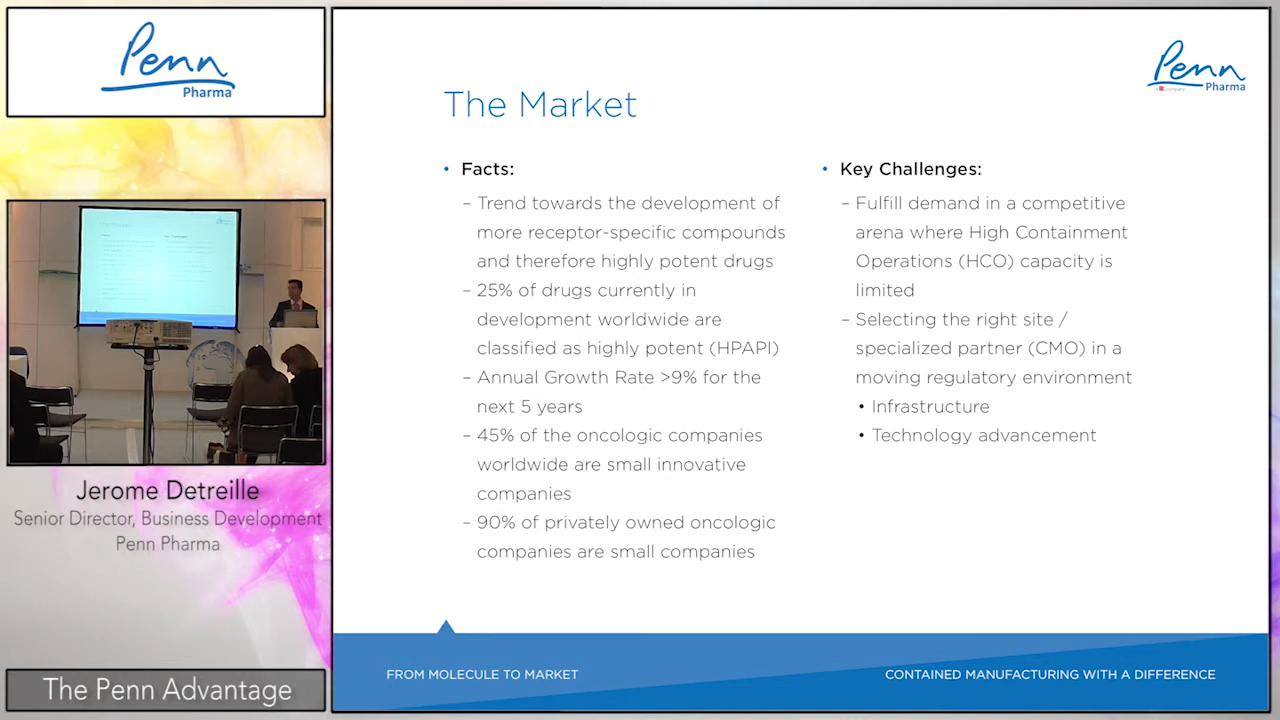 Penn
Pharma
Jerome Detreille
Senior Director, Business Development
Penn Pharma
The Penn Advantage
Penn
Pharma
The Market
• Facts:
– Trend towards the development of
more receptor-specific compounds
and therefore highly potent drugs
– 25% of drugs currently in
development worldwide are
classified as highly potent (HPAPI)
– Annual Growth Rate >9% for the
next 5 years
– 45% of the oncologic companies
worldwide are small innovative
companies
– 90% of privately owned oncologic
companies are small companies
• Key Challenges:
– Fulfill demand in a competitive
arena where High Containment
Operations (HCO) capacity is
limited
– Selecting the right site /
specialized partner (CMO) in a
moving regulatory environment
• Infrastructure
• Technology advancement
FROM MOLECULE TO MARKET
CONTAINED MANUFACTURING WITH A DIFFERENCE